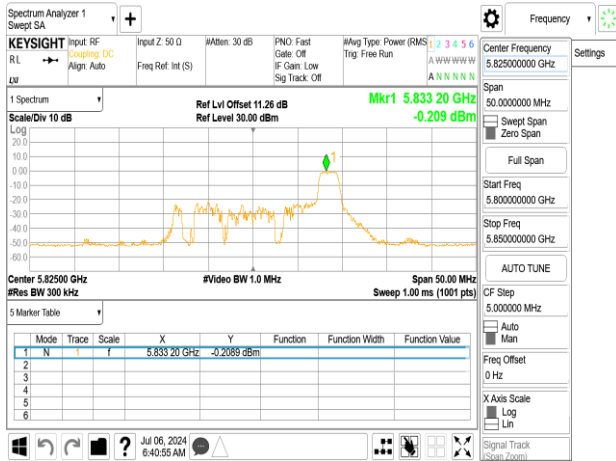 Spectrum Analyzer 1
Swept SA
Frequency
Settings
KEYSIGHT
RL
LXI
Input: RF
Coupling: DC
Align: Auto
Input Z: 50 Ω
Freq Ref: Int (S)
#Atten: 30 dB
PNO: Fast
Gate: Off
IF Gain: Low
Sig Track: Off
#Avg Type: Power (RMS
Trig: Free Run
1 2 3 4 5 6
A W W W W W
A N N N N N
1 Spectrum
Scale/Div 10 dB
Log
Ref Lvl Offset 11.26 dB
Ref Level 30.00 dBm
Mkr1 5.833 20 GHz
-0.209 dBm
20.0
10.0
0.00
-10.0
-20.0
-30.0
-40.0
-50.0
-60.0
1
Center 5.82500 GHz
#Res BW 300 kHz
#Video BW 1.0 MHz
Span 50.00 MHz
Sweep 1.00 ms (1001 pts)
5 Marker Table
Mode Trace Scale X Y Function Function Width Function Value
1 N 1 f 5.833 20 GHz -0.2089 dBm
2
3
4
5
6
Center Frequency
5.825000000 GHz
Span
50.0000000 MHz
Swept Span
Zero Span
Full Span
Start Freq
5.800000000 GHz
Stop Freq
5.850000000 GHz
AUTO TUNE
CF Step
5.000000 MHz
Auto
Man
Freq Offset
0 Hz
X Axis Scale
Log
Lin
Signal Track
(Span Zoom)
?
Jul 06, 2024
6:40:55 AM